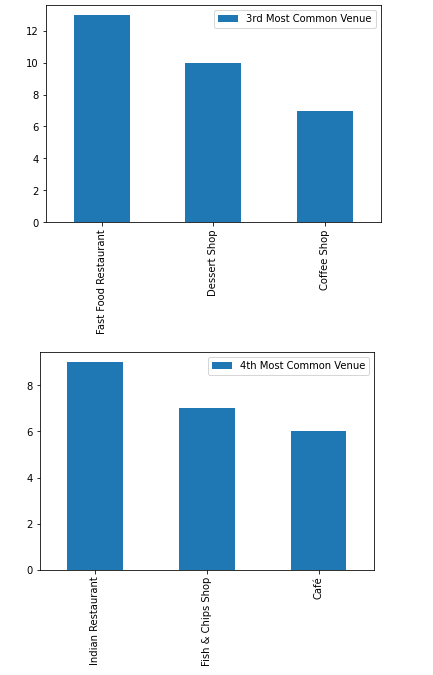 3rd Most Common Venue
12
10
8
6
4
2
0
Fast Food Restaurant
Dessert Shop
Coffee Shop
4th Most Common Venue
8
6
4
2
0
Indian Restaurant
Fish & Chips Shop
Café